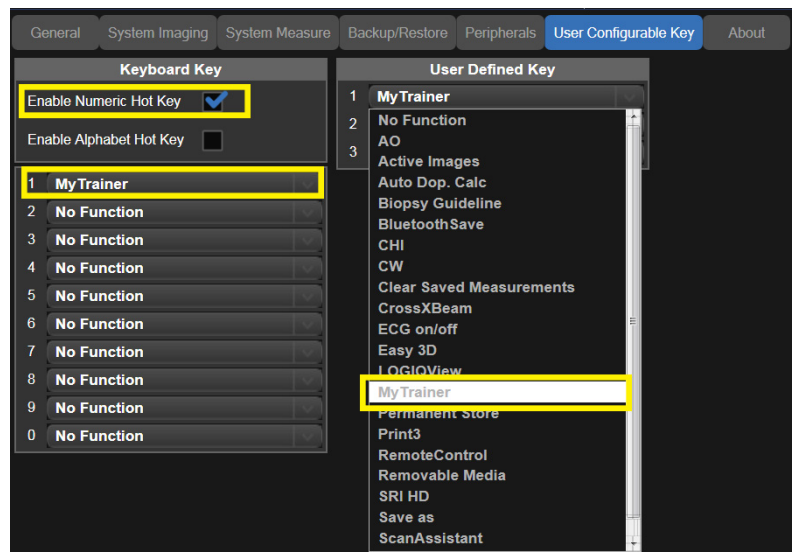 General System Imaging System Measure Backup/Restore Peripherals User Configurable Key About
Keyboard Key
Enable Numeric Hot Key
Enable Alphabet Hot Key
1 MyTrainer
2 No Function
3 No Function
4 No Function
5 No Function
6 No Function
7 No Function
8 No Function
9 No Function
0 No Function
User Defined Key
1 MyTrainer
2
3
No Function
AO
Active Images
Auto Dop. Calc
Biopsy Guideline
BluetoothSave
CHI
CW
Clear Saved Measurements
CrossXBeam
ECG on/off
Easy 3D
LOGIQView
MyTrainer
Permanent Store
Print3
RemoteControl
Removable Media
SRI HD
Save as
ScanAssistant